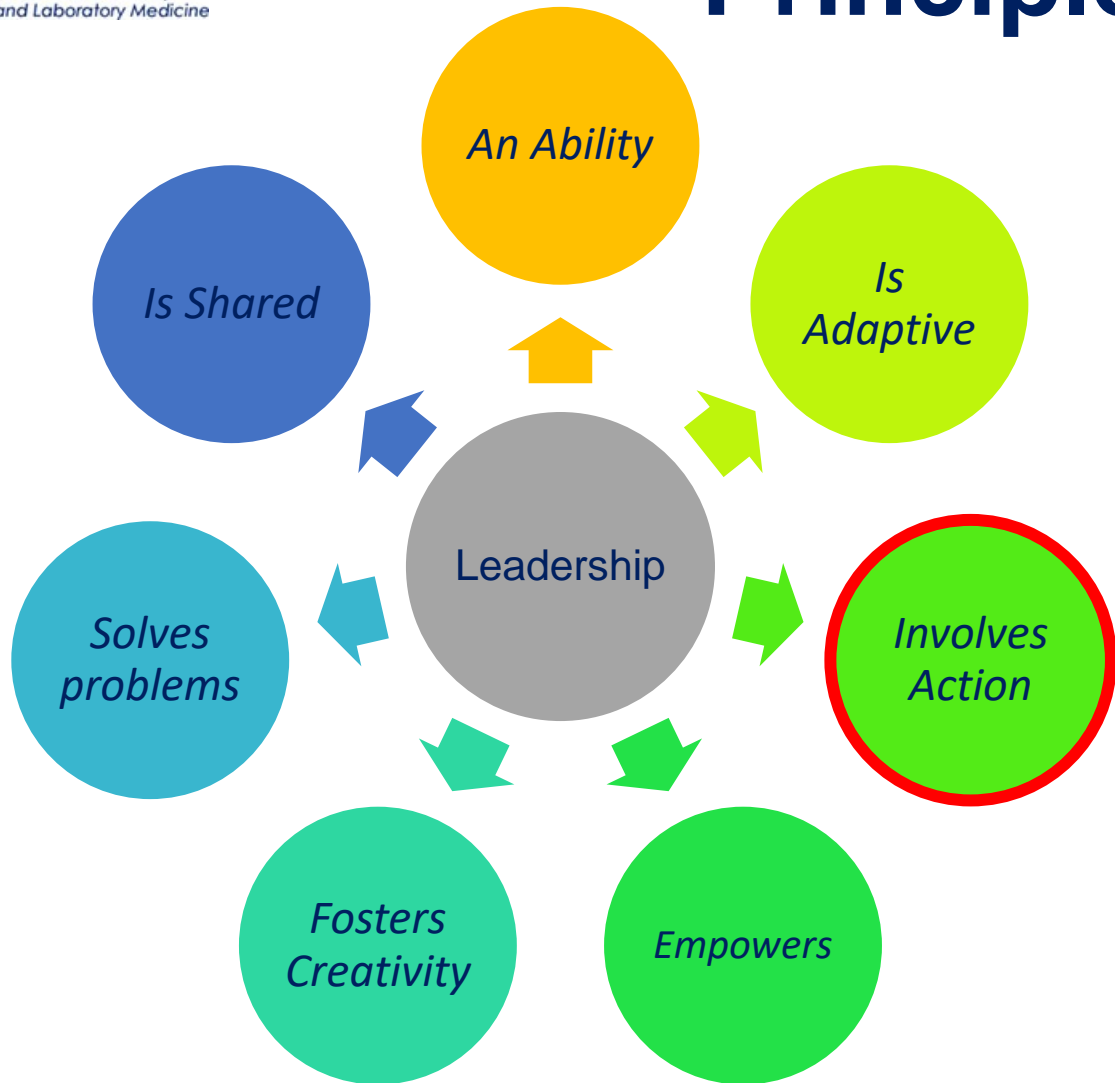 and Laboratory Medicine
An Ability
Is Shared
Is
Adaptive
Leadership
Solves
problems
Involves
Action
Fosters
Creativity
Empowers